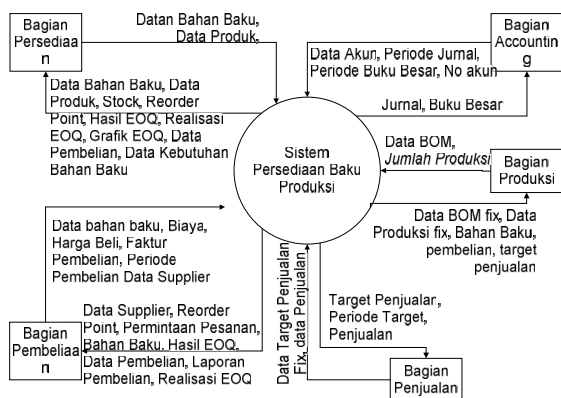 Bagian
Persediaa
n
Datan Bahan Baku,
Data Produk,
Data Bahan Baku, Data
Produk, Stock, Reorder
Point, Hasil EOQ, Realisasi
EOQ, Grafik EOQ, Data
Pembelian, Data Kebutuhan
Bahan Baku
Bagian
Accountin
g
Data Akun, Periode Jurnal,
Periode Buku Besar, No akun
Jurnal, Buku Besar
Sistem
Persediaan Baku
Produksi
Data BOM,
Jumlah Produksi
Bagian
Produksi
Data BOM fix, Data
Produksi fix, Bahan Baku,
pembelian, target
penjualan
Data bahan baku, Biaya,
Harga Beli, Faktur
Pembelian, Periode
Pembelian Data Supplier
Data Supplier, Reorder
Point, Permintaan Pesanan,
Bahan Baku, Hasil EOQ,
Data Pembelian, Laporan
Pembelian, Realisasi EOQ
Bagian
Pembeliaa
n
Data Target Penjualan
Fix, data Penjualan
Target Penjualan,
Periode Target,
Penjualan
Bagian
Penjualan